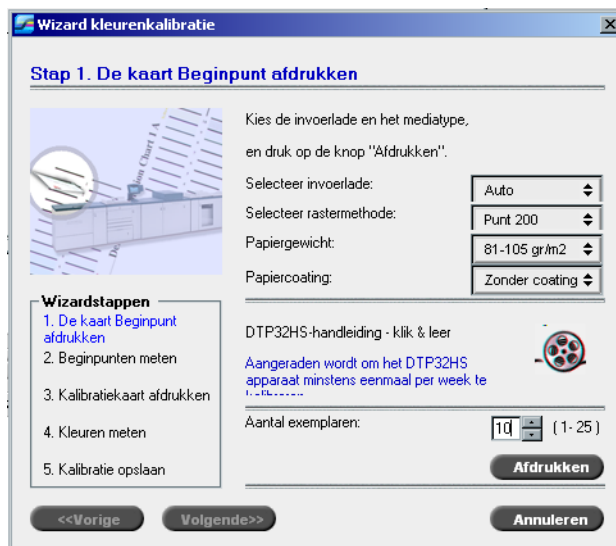 Wizard kleurenkalibratie
Stap 1. De kaart Beginpunt afdrukken
Kies de invoerlade en het mediatype,
en druk op de knop "Afdrukken".
Selecteer invoerlade:
Auto
Selecteer rastermethode:
Punt 200
Papiergewicht:
81-105 gr/m2
Papiercoating:
Zonder coating
Wizardstappen
1. De kaart Beginpunt
afdrukken
2. Beginpunten meten
3. Kalibratiekaart afdrukken
4. Kleuren meten
5. Kalibratie opslaan
DTP32HS-handleiding - klik & leer
Aangeraden wordt om het DTP32HS
apparaat minstens eenmaal per week te
Aantal exemplaren:
10 (1-25)
Afdrukken
<<Vorige
Volgende>>
Annuleren